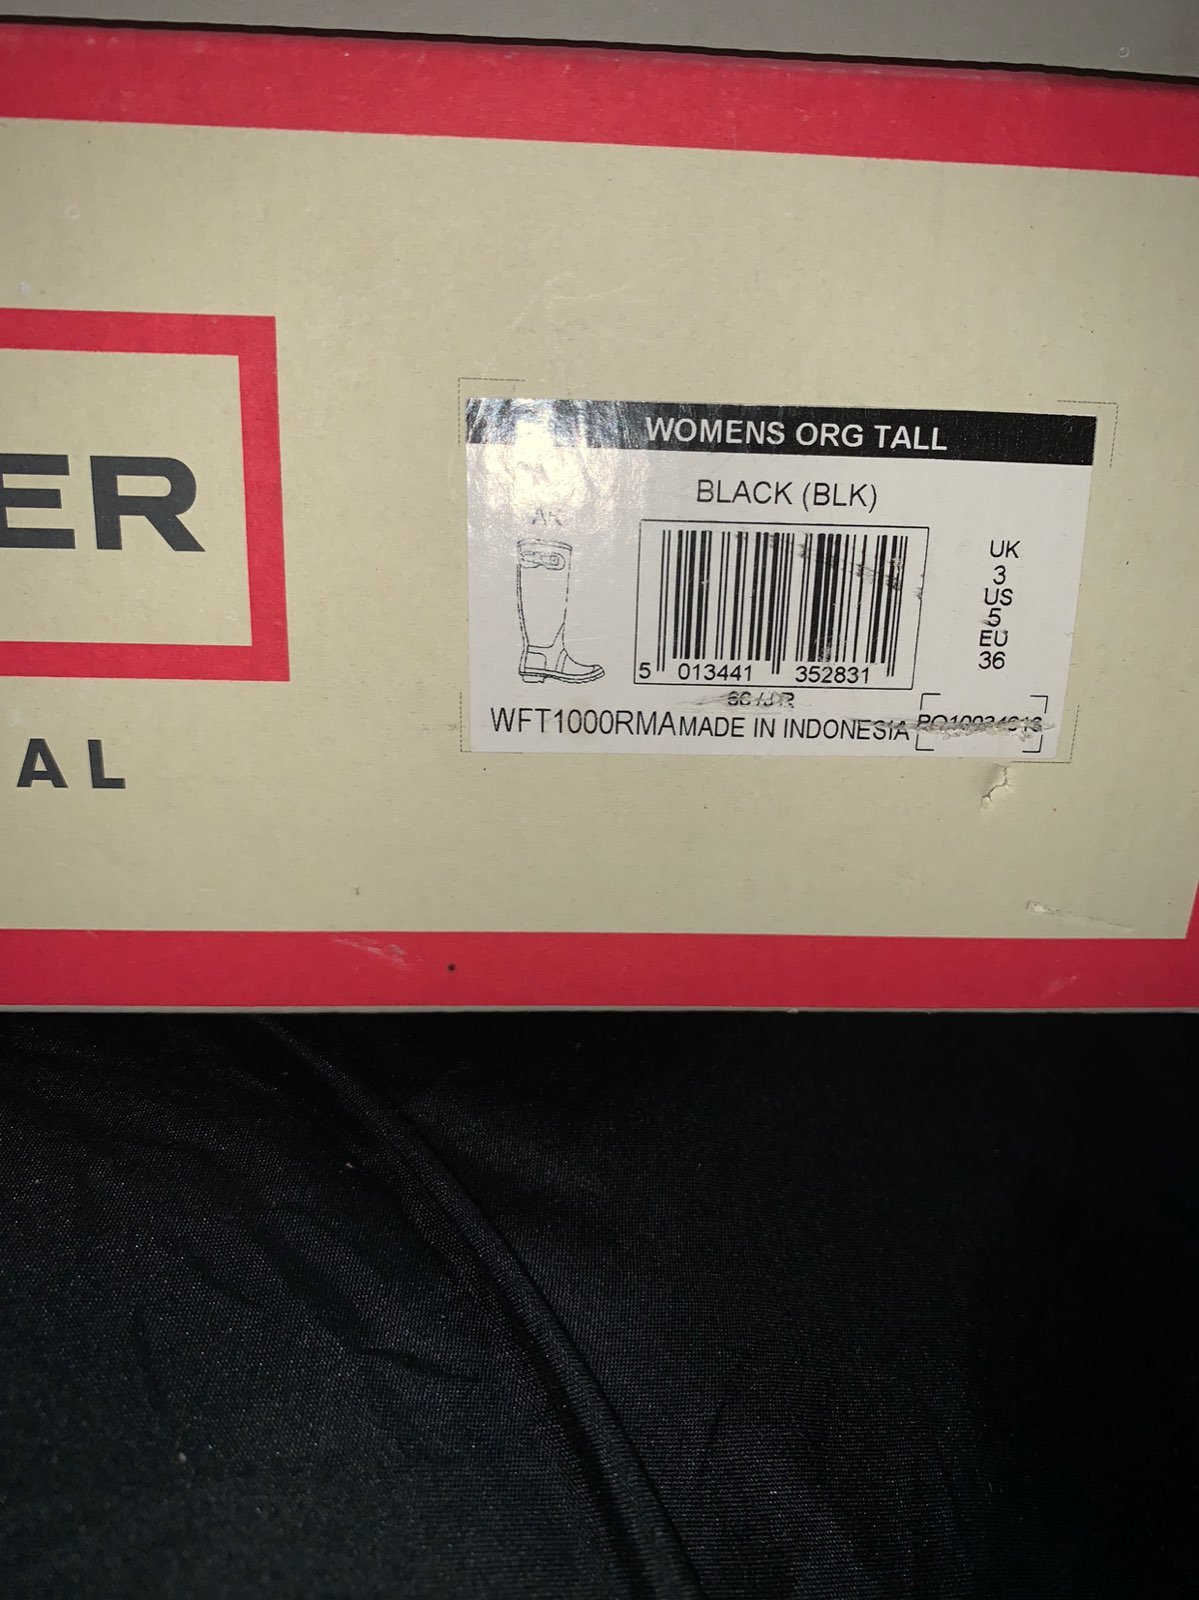 ER
AL
WOMENS ORG TALL
BLACK (BLK)
UK
3
US
5
EU
36
5 013441 352831
WFT1000RMA MADE IN INDONESIA